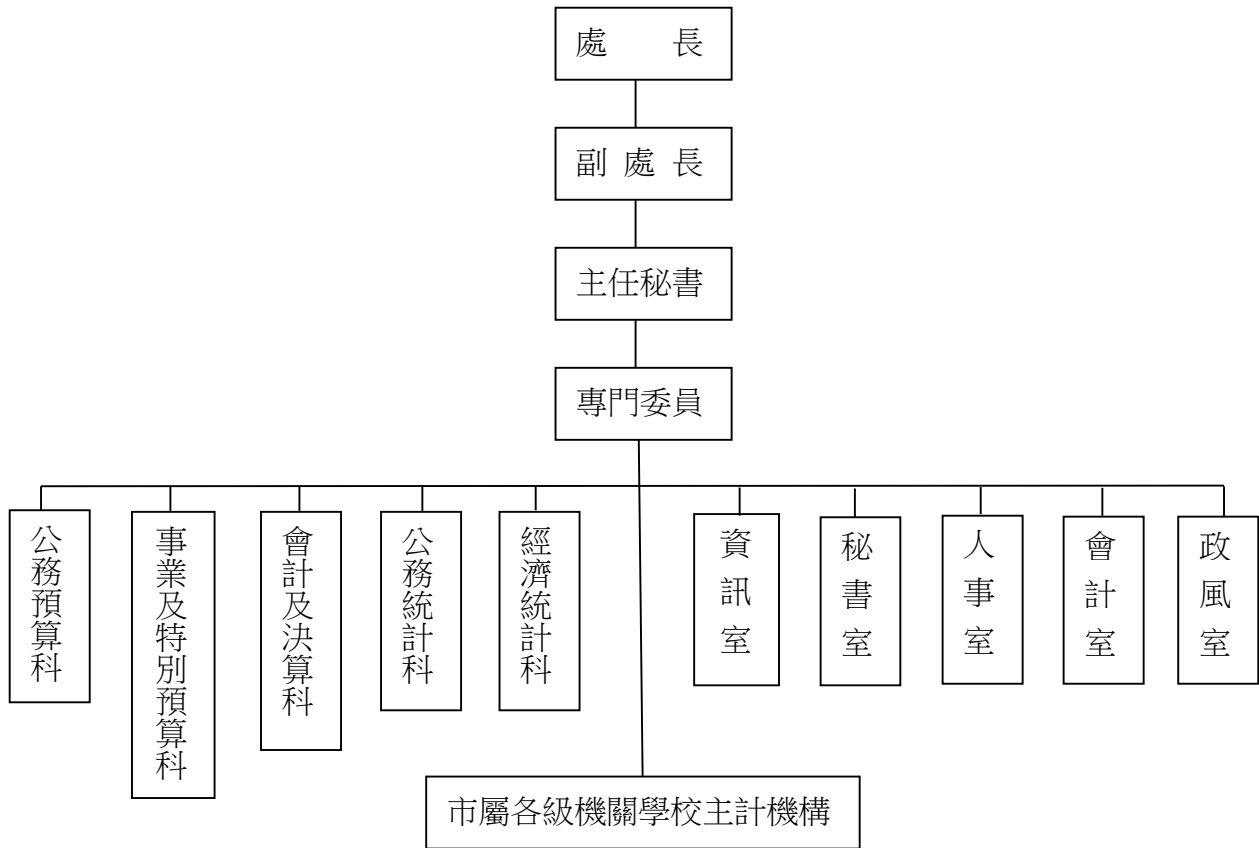 處長
副處長
主任秘書
專門委員
公務預算科
事業及特別預算科
會計及決算科
公務統計科
經濟統計科
資訊室
秘書室
人事室
會計室
政風室
市屬各級機關學校主計機構